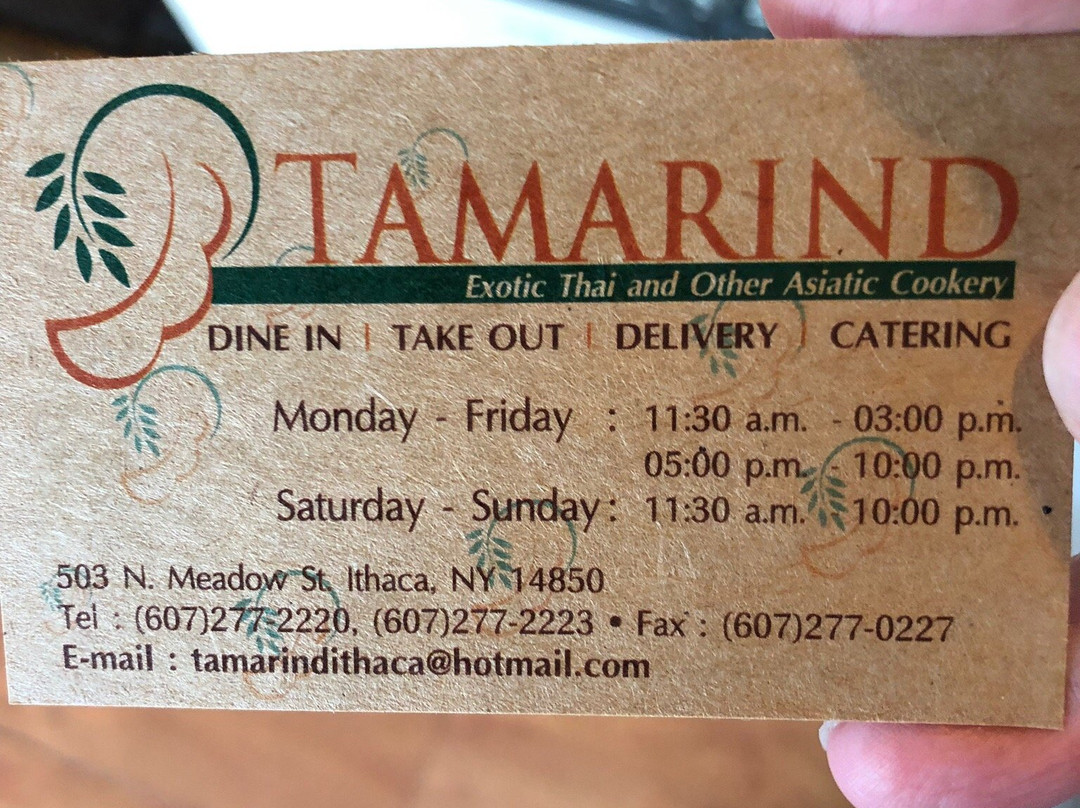 TAMARIND
Exotic Thai and Other Asiatic Cookery
DINE IN | TAKE OUT | DELIVERY | CATERING
Monday - Friday : 11:30 a.m. - 03:00 p.m.
05:00 p.m. - 10:00 p.m.
Saturday - Sunday : 11:30 a.m. - 10:00 p.m.
503 N. Meadow St, Ithaca, NY 14850
Tel : (607)277-2220, (607)277-2223 • Fax : (607)277-0227
E-mail : tamarindithaca@hotmail.com